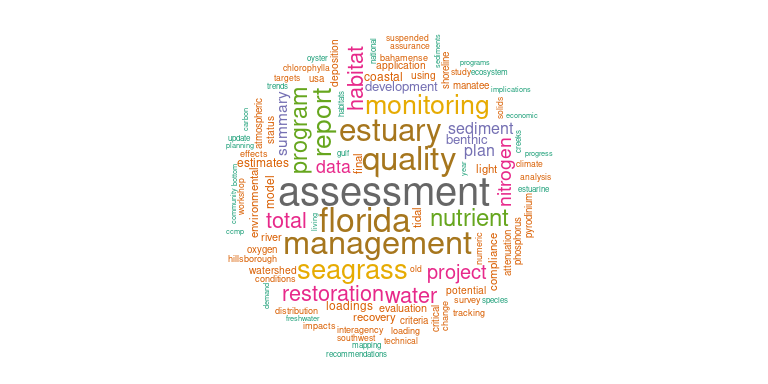 suspended
assurance
national
sediments
oyster
bahamense
deposition
habitat
chlorophylla
application
programs
shoreline
targets
usa
coastal
using
study
ecosystem
trends
development
manatee
implications
summary
program
report
habitats
monitoring
solids
economic
carbon
atmospheric
status
estuary
sediment
update
planning
benthic
creeks
effects
gulf
quality
plan
progress
estimates
data
final
year
light
nitrogen
climate
analysis
community
bottom
workshop
environmental
model
assessment
estuarine
ccmp
total
living
florida
tidal
nutrient
pyrodinium
river
management
numeric
compliance
attenuation
phosphorus
oxygen
hillsborough
watershed
conditions
seagrass
old
project
demand
restoration
water
potential
survey
species
distribution
loadings
evaluation
critical
change
tracking
freshwater
recovery
criteria
impacts
interagency
loading
southwest
technical
mapping
recommendations